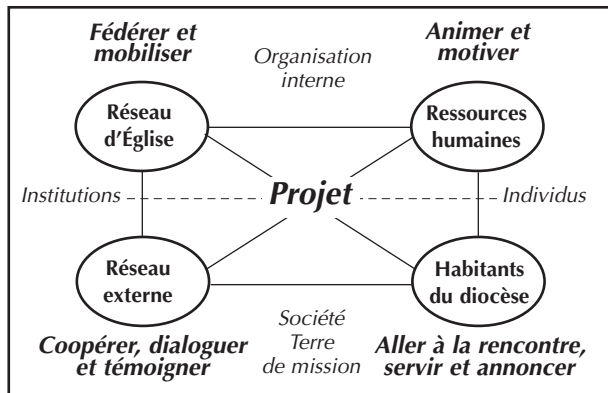 Fédérer et
mobiliser
Organisation
interne
Animer et
motiver
Réseau
d'Église
Ressources
humaines
Institutions
Projet
Individus
Réseau
externe
Habitants
du diocèse
Société
Terre
de mission
Coopérer, dialoguer
et témoigner
Aller à la rencontre,
servir et annoncer